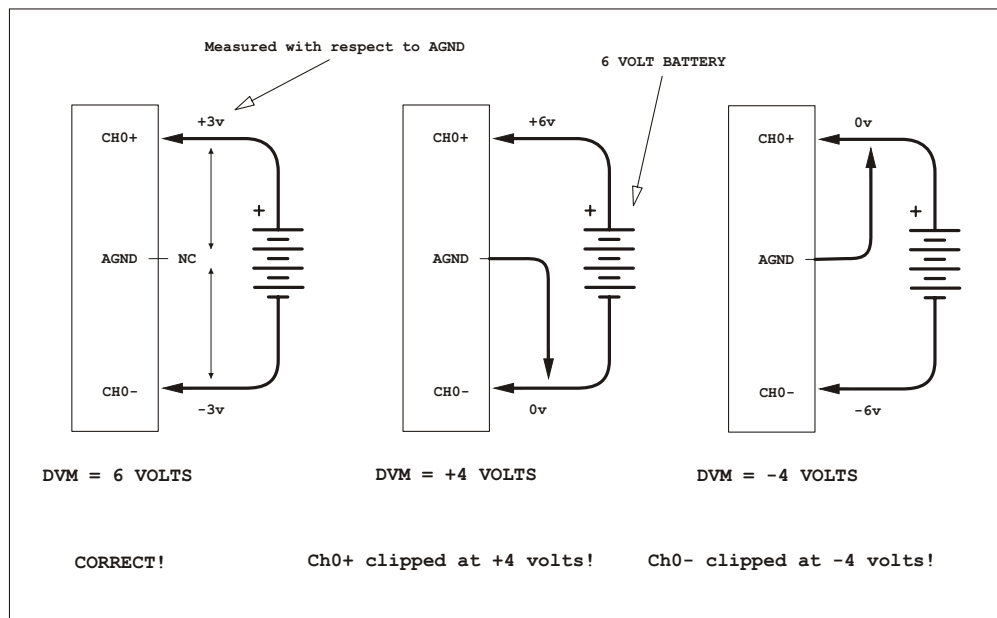 Measured with respect to AGND
6 VOLT BATTERY
+3v
CH0+
+
AGND
NC
CH0-
-3v
DVM = 6 VOLTS
CORRECT!
+6v
CH0+
+
AGND
CH0-
0v
DVM = +4 VOLTS
Ch0+ clipped at +4 volts!
0v
CH0+
+
AGND
CH0-
-6v
DVM = -4 VOLTS
Ch0- clipped at -4 volts!